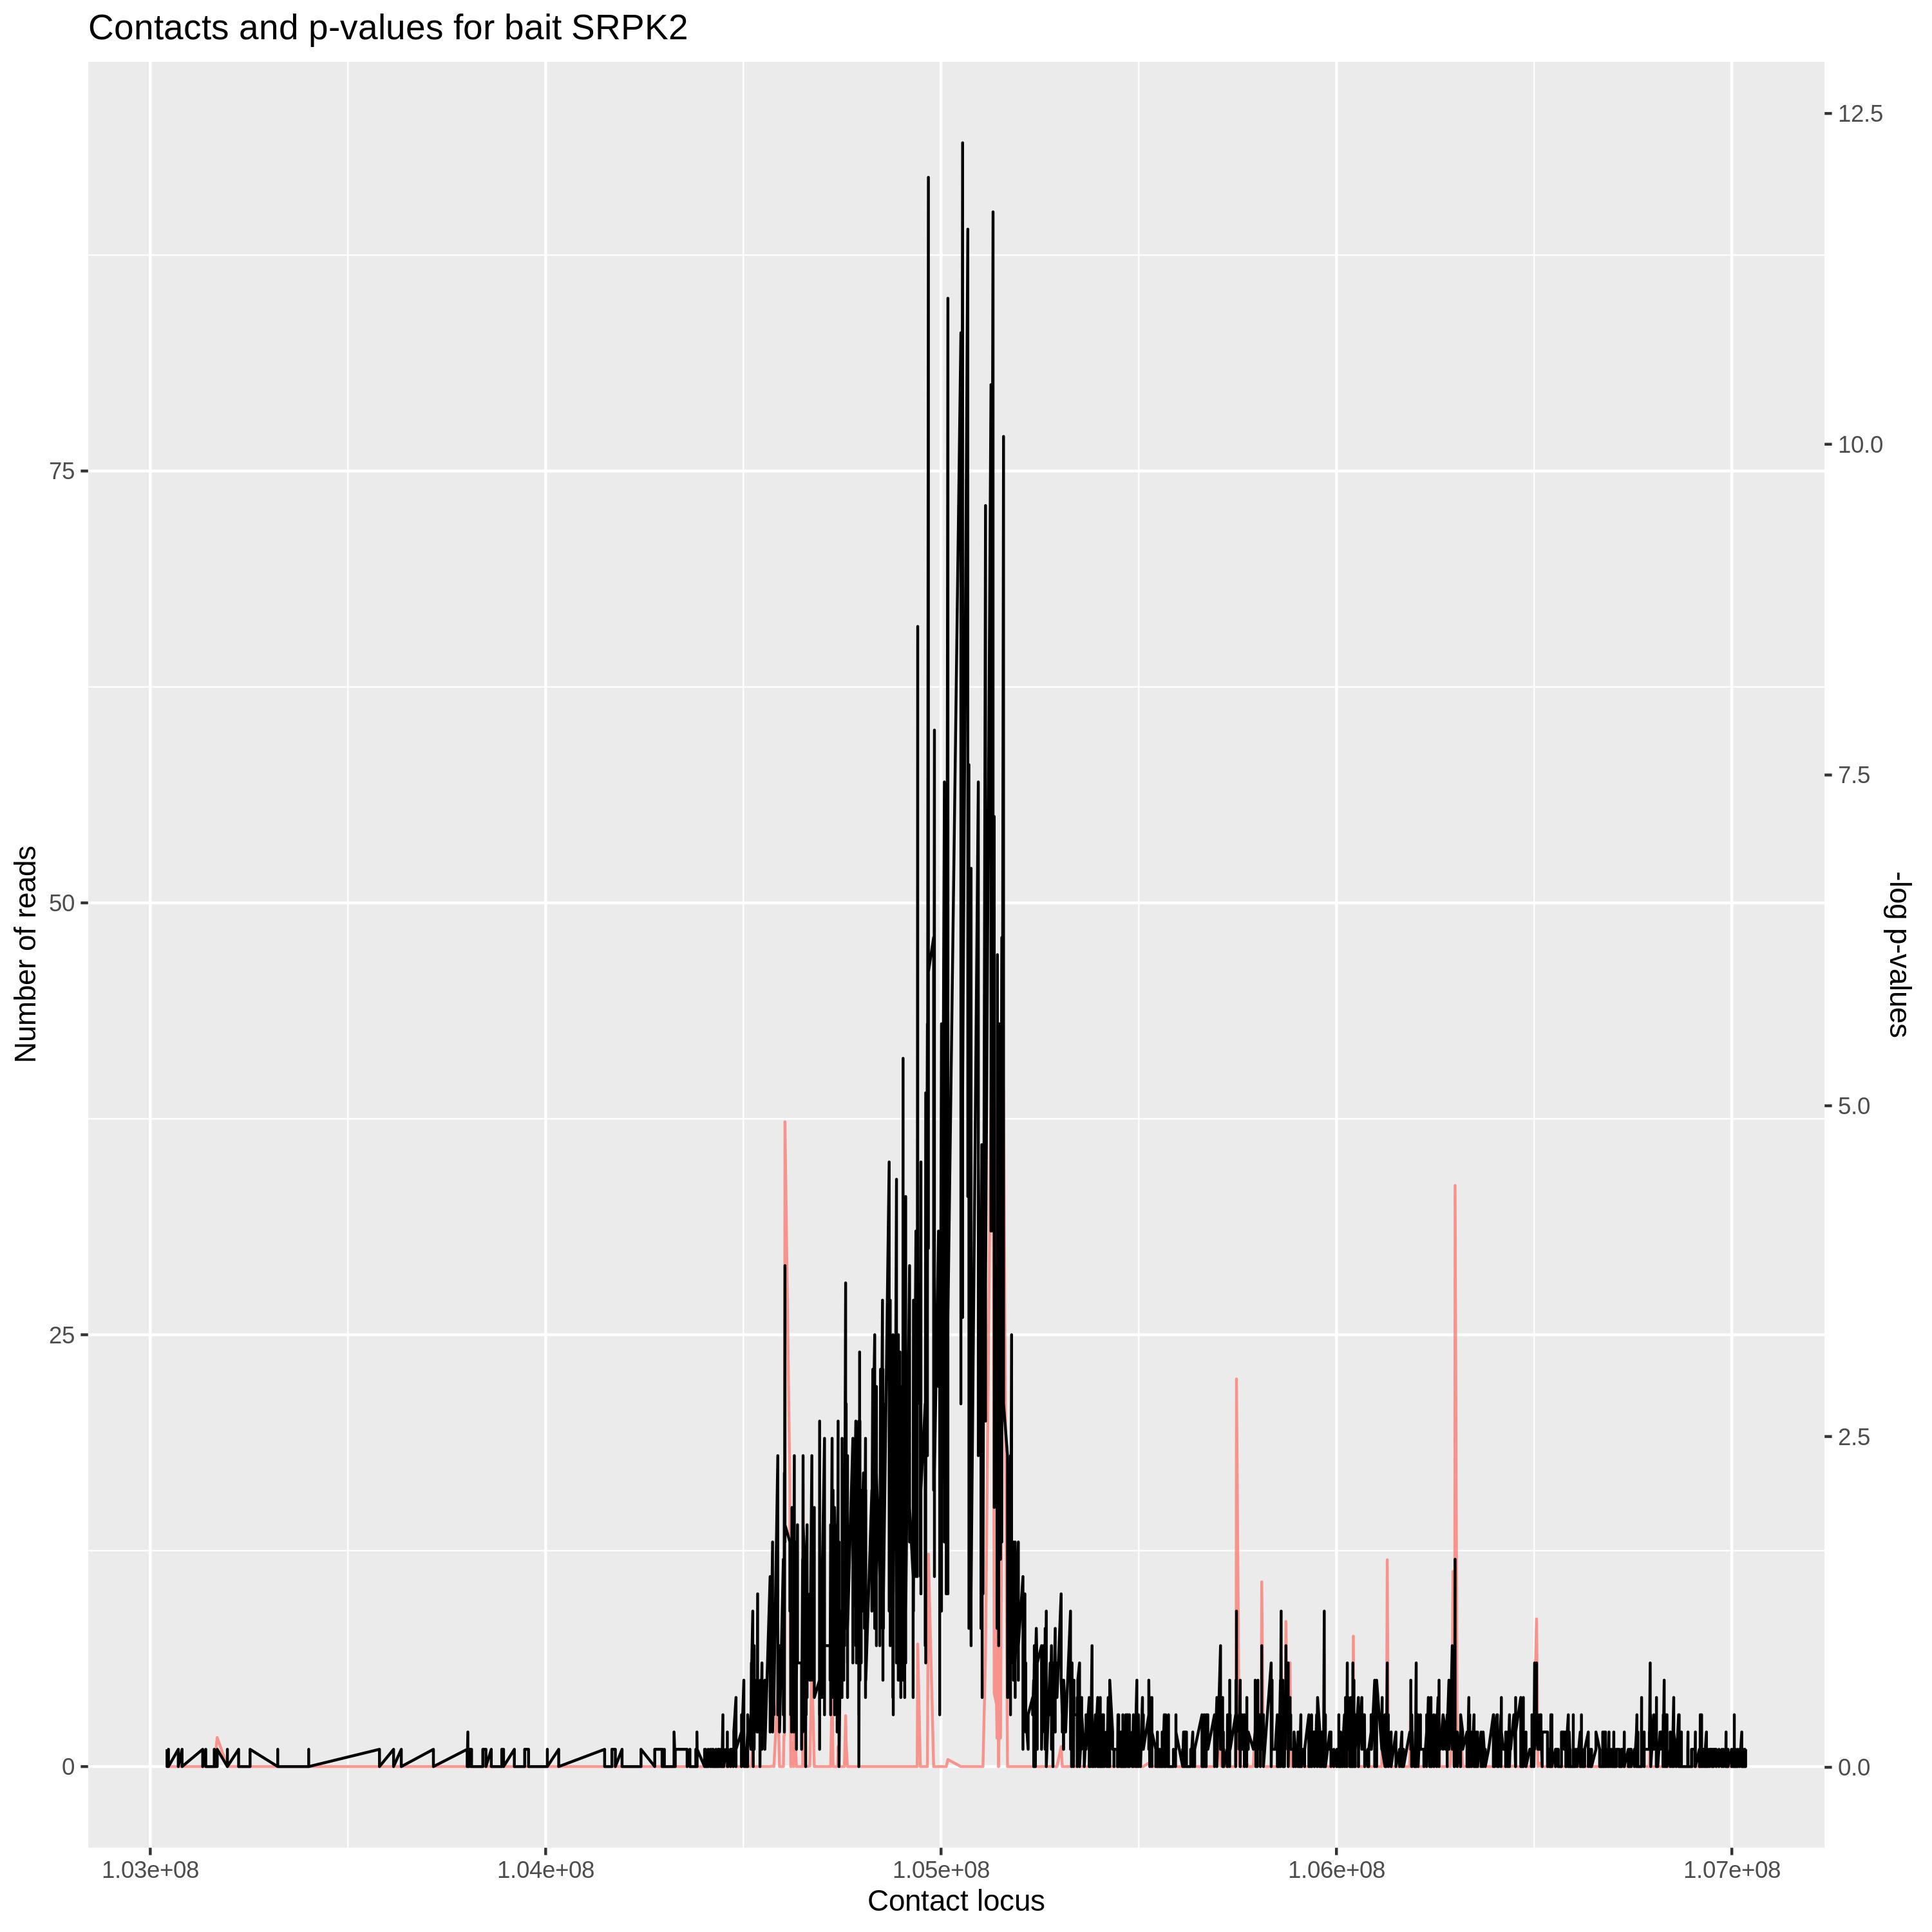 Contacts and p-values for bait SRPK2
12.5
10.0
7.5
5.0
2.5
0.0
75
50
25
0
Number of reads
-log p-values
1.03e+08 1.04e+08 1.05e+08 1.06e+08 1.07e+08
Contact locus